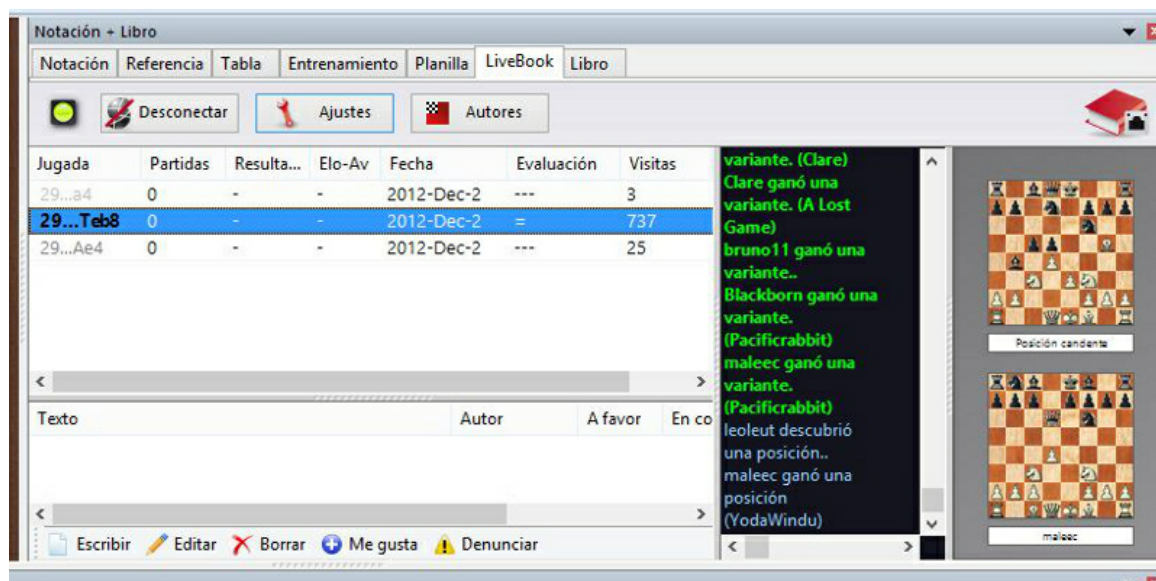 Notación + Libro
Notación Referencia Tabla Entrenamiento Planilla LiveBook Libro
Desconectar Ajustes Autores
Jugada Partidas Resulta... Elo-Av Fecha Evaluación Visitas
29...a4 0 - - 2012-Dec-2 --- 3
29...Teb8 0 - - 2012-Dec-2 = 737
29...Ae4 0 - - 2012-Dec-2 --- 25
Texto Autor A favor En co
Escribir Editar Borrar Me gusta Denunciar
variante. (Clare)
Clare ganó una
variante. (A Lost
Game)
bruno11 ganó una
variante..
Blackborn ganó una
variante.
(Pacificrabbit)
maleec ganó una
variante.
(Pacificrabbit)
leoleut descubrió
una posición..
maleec ganó una
posición
(YodaWindu)
Posición candente
maleec